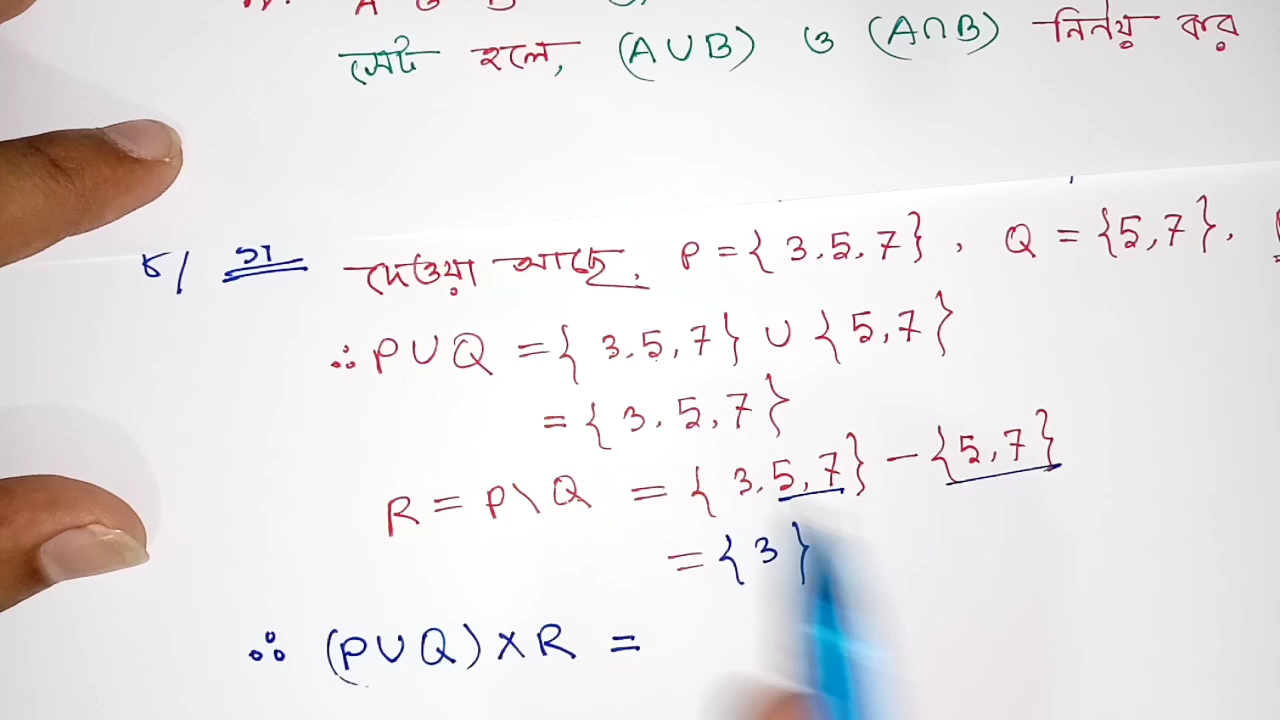 A B
সেট হলে, (A∪B) ও (A∩B) নির্ণয় কর
৮/ গ। দেওয়া আছে, P = {3, 5, 7}, Q = {5, 7},
∴ P∪Q = {3, 5, 7} ∪ {5, 7}
= {3, 5, 7}
R = P\Q = {3, 5, 7} − {5, 7}
= {3}
∴ (P∪Q) × R =